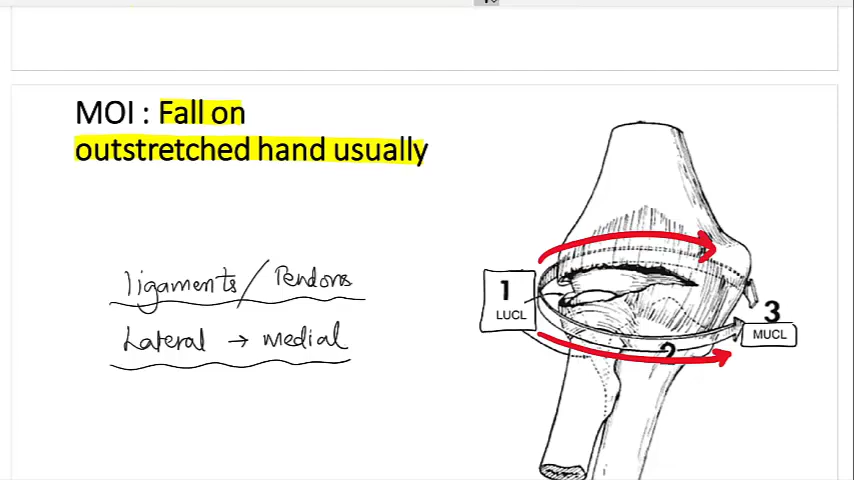 MOI : Fall on
outstretched hand usually
ligaments / Tendons
Lateral → medial
1
LUCL
2
3
MUCL